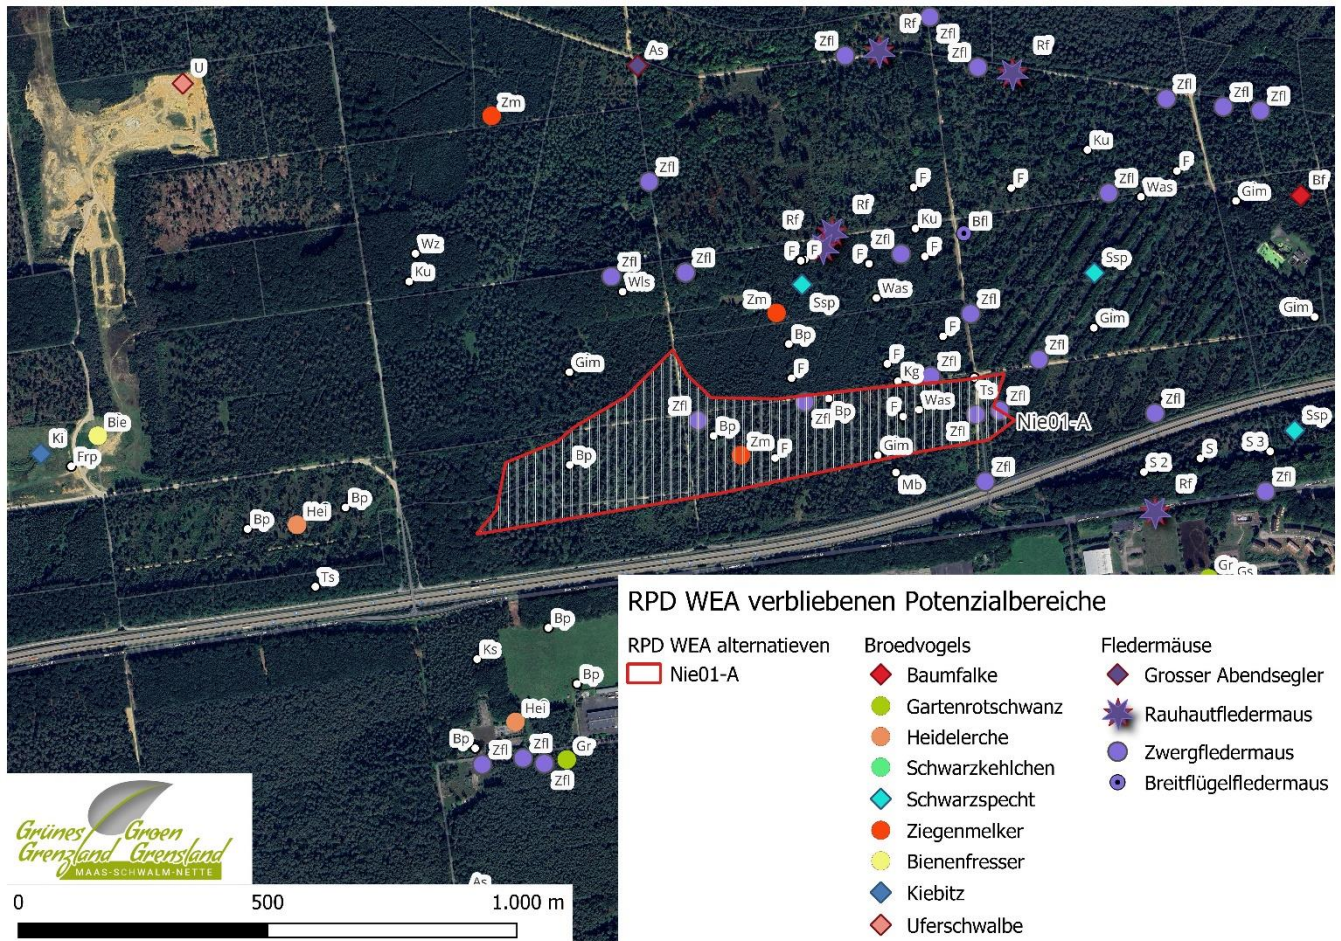 U
As
Rf
Zfl
Zfl
Zfl
Rf
Zm
Zfl
Zfl
Zfl
Ku
F
Zfl
F
F
Zfl
Was
Gim
Bf
Rf
Rf
Ku
Bfl
Wz
F
F
Zfl
F
Ku
Zfl
Wls
Zfl
Ssp
Ssp
Was
Zm
Zfl
Gim
Gim
Bp
F
Zfl
Gim
F
F
Kg
Zfl
Ts
Zfl
Zfl
Zfl
Bp
F
Was
Zfl
Nie01-A
Ki
Bie
Frp
Bp
Bp
Zm
F
Gim
Mb
Zfl
Ssp
S 3
S
S 2
Rf
Zfl
Bp
Hei
Bp
Ts
Gr
Gs
Bp
Ks
Bp
Hei
Bp
Zfl
Zfl
Zfl
Gr
As
RPD WEA verbliebenen Potenzialbereiche
RPD WEA alternatieven
Nie01-A
Broedvogels
Baumfalke
Gartenrotschwanz
Heidelerche
Schwarzkehlchen
Schwarzspecht
Ziegenmelker
Bienenfresser
Kiebitz
Uferschwalbe
Fledermäuse
Grosser Abendsegler
Rauhautfledermaus
Zwergfledermaus
Breitflügelfledermaus
Grünes Groen
Grenzland Grensland
MAAS-SCHWALM-NETTE
0 500 1.000 m